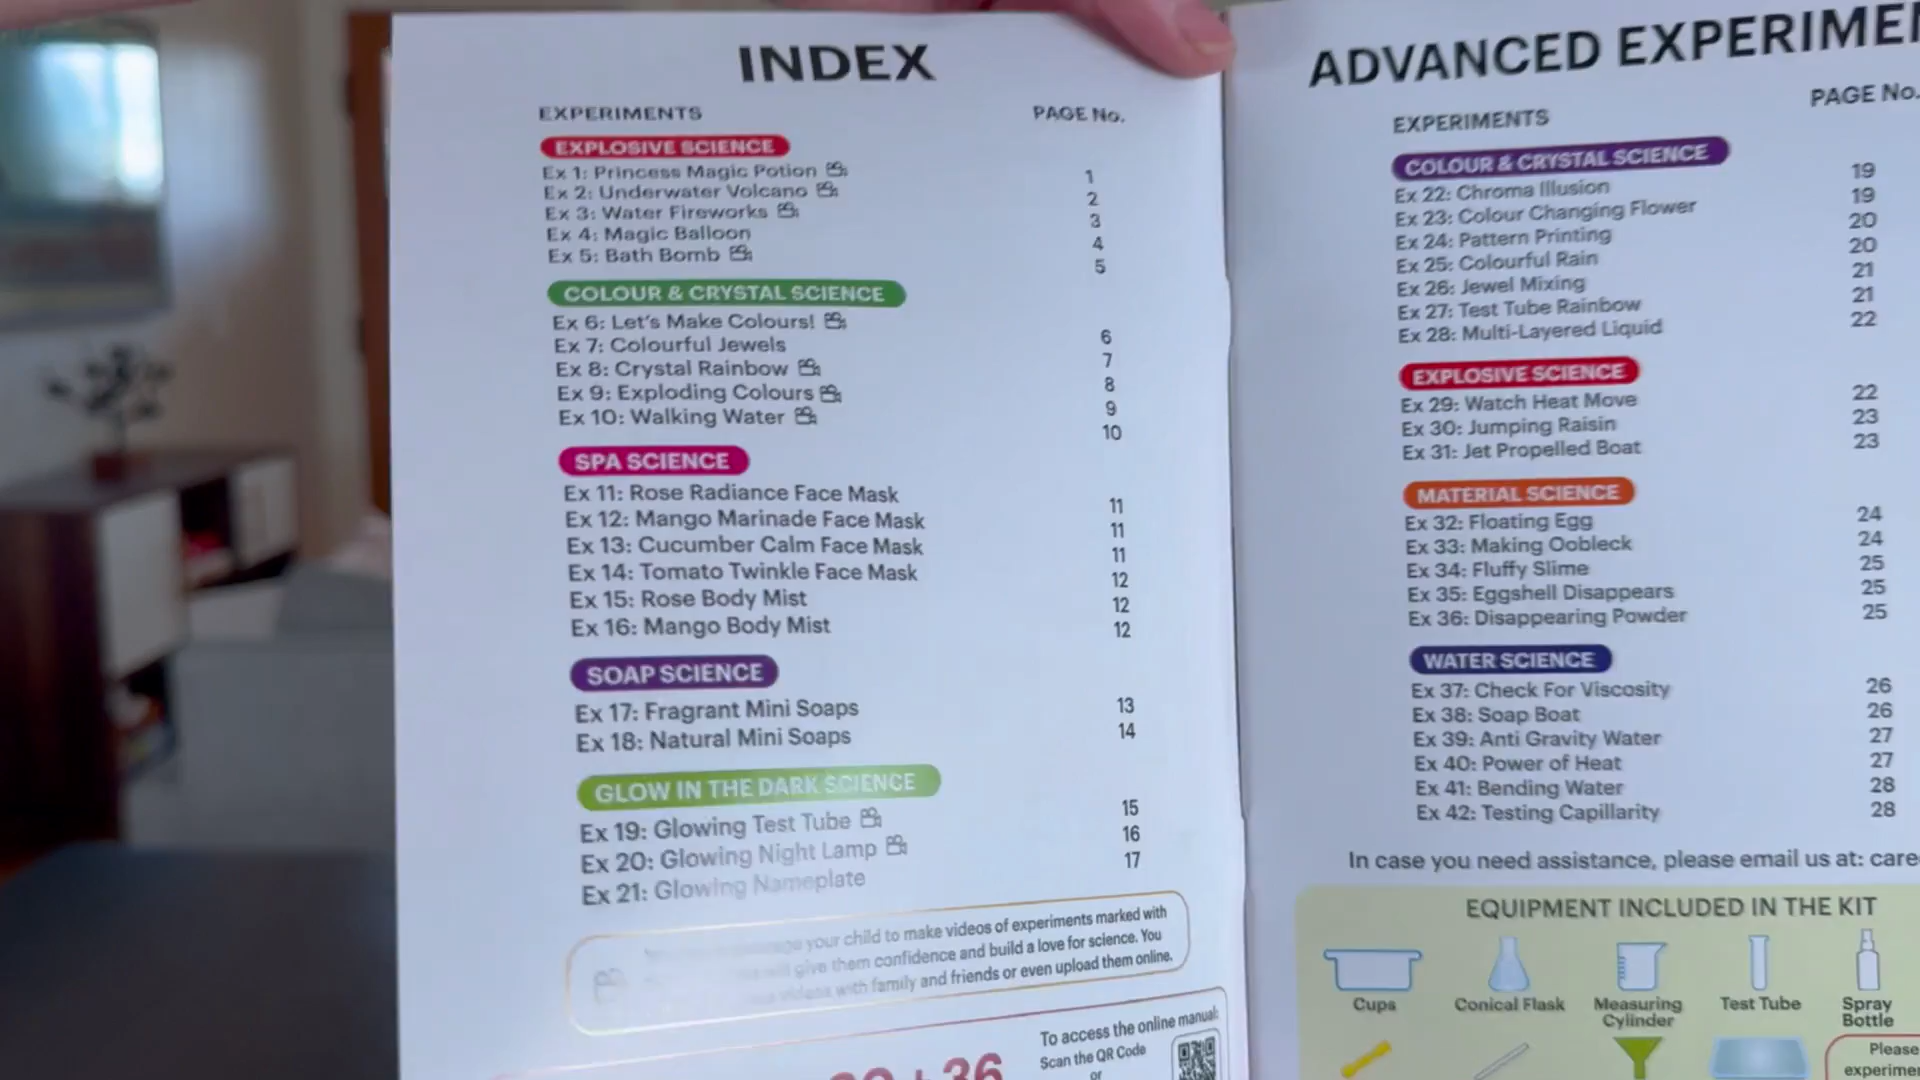 INDEX
EXPERIMENTS PAGE No.
EXPLOSIVE SCIENCE
Ex 1: Princess Magic Potion 1
Ex 2: Underwater Volcano 2
Ex 3: Water Fireworks 3
Ex 4: Magic Balloon 4
Ex 5: Bath Bomb 5
COLOUR & CRYSTAL SCIENCE
Ex 6: Let's Make Colours! 6
Ex 7: Colourful Jewels 7
Ex 8: Crystal Rainbow 8
Ex 9: Exploding Colours 9
Ex 10: Walking Water 10
SPA SCIENCE
Ex 11: Rose Radiance Face Mask 11
Ex 12: Mango Marinade Face Mask 11
Ex 13: Cucumber Calm Face Mask 11
Ex 14: Tomato Twinkle Face Mask 12
Ex 15: Rose Body Mist 12
Ex 16: Mango Body Mist 12
SOAP SCIENCE
Ex 17: Fragrant Mini Soaps 13
Ex 18: Natural Mini Soaps 14
GLOW IN THE DARK SCIENCE
Ex 19: Glowing Test Tube 15
Ex 20: Glowing Night Lamp 16
Ex 21: Glowing Nameplate 17
your child to make videos of experiments marked with
give them confidence and build a love for science. You
videos with family and friends or even upload them online.
To access the online manual:
Scan the QR Code
or
36
ADVANCED
EXPERIMENTS PAGE No.
COLOUR & CRYSTAL SCIENCE
Ex 22: Chroma Illusion 19
Ex 23: Colour Changing Flower 19
Ex 24: Pattern Printing 20
Ex 25: Colourful Rain 20
Ex 26: Jewel Mixing 21
Ex 27: Test Tube Rainbow 21
Ex 28: Multi-Layered Liquid 22
EXPLOSIVE SCIENCE
Ex 29: Watch Heat Move 22
Ex 30: Jumping Raisin 23
Ex 31: Jet Propelled Boat 23
MATERIAL SCIENCE
Ex 32: Floating Egg 24
Ex 33: Making Oobleck 24
Ex 34: Fluffy Slime 25
Ex 35: Eggshell Disappears 25
Ex 36: Disappearing Powder 25
WATER SCIENCE
Ex 37: Check For Viscosity 26
Ex 38: Soap Boat 26
Ex 39: Anti Gravity Water 27
Ex 40: Power of Heat 27
Ex 41: Bending Water 28
Ex 42: Testing Capillarity 28
In case you need assistance, please email us at: care
EQUIPMENT INCLUDED IN THE KIT
Cups Conical Flask Measuring Cylinder Test Tube Spray Bottle
Please